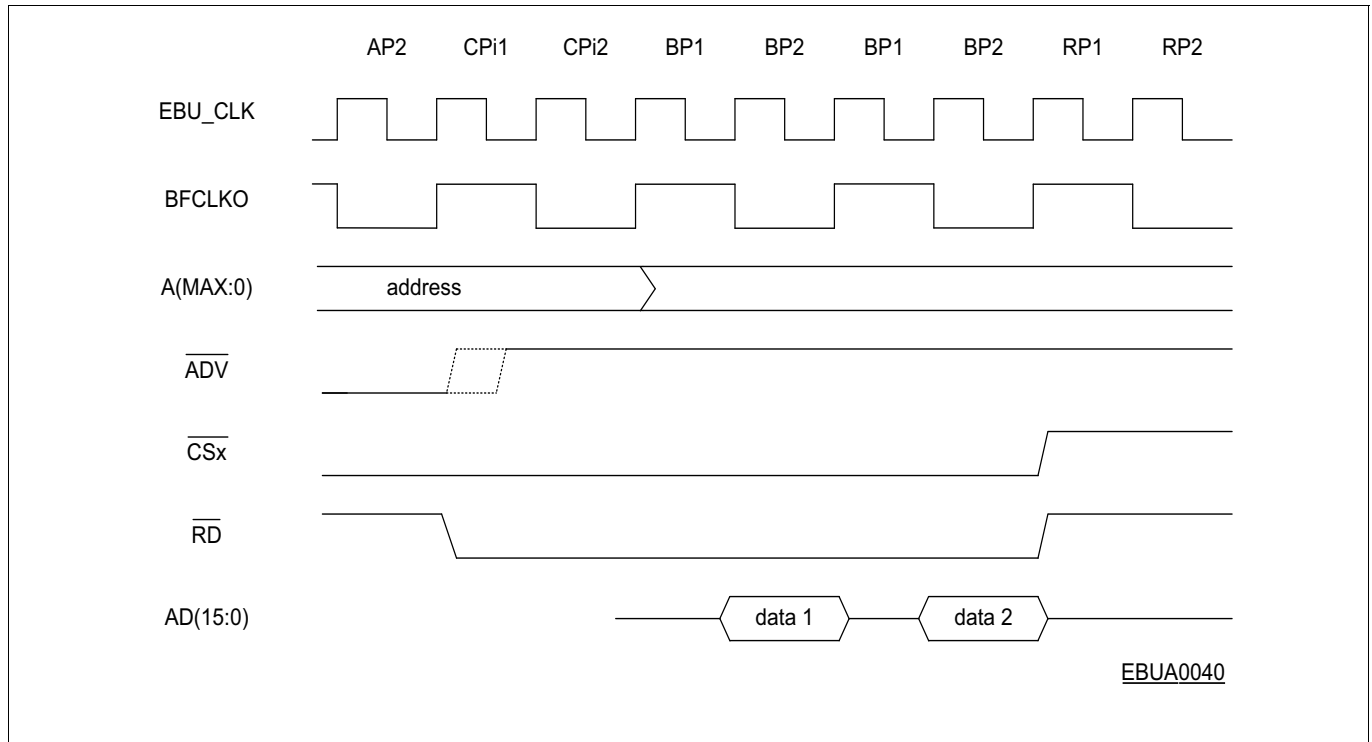 AP2 CPi1 CPi2 BP1 BP2 BP1 BP2 RP1 RP2
EBU_CLK
BFCLKO
A(MAX:0) address
ADV
CSx
RD
AD(15:0) data 1 data 2
EBUA0040